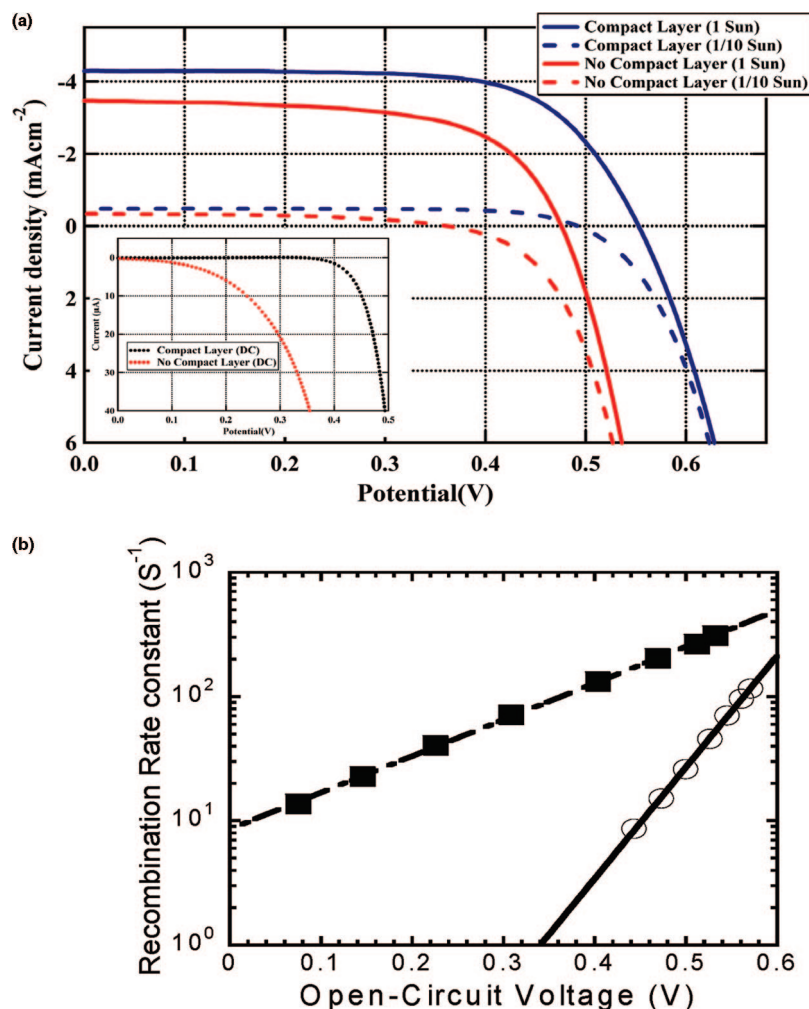 (a)
Compact Layer (1 Sun)
Compact Layer (1/10 Sun)
No Compact Layer (1 Sun)
No Compact Layer (1/10 Sun)
Current density (mAcm⁻²)
-4
-2
0
2
4
6
0.0 0.1 0.2 0.3 0.4 0.5 0.6
Potential(V)
Current (μA)
0
10
20
30
40
Compact Layer (DC)
No Compact Layer (DC)
0.0 0.1 0.2 0.3 0.4 0.5
Potential(V)
(b)
Recombination Rate constant (S⁻¹)
10³
10²
10¹
10⁰
0 0.1 0.2 0.3 0.4 0.5 0.6
Open-Circuit Voltage (V)